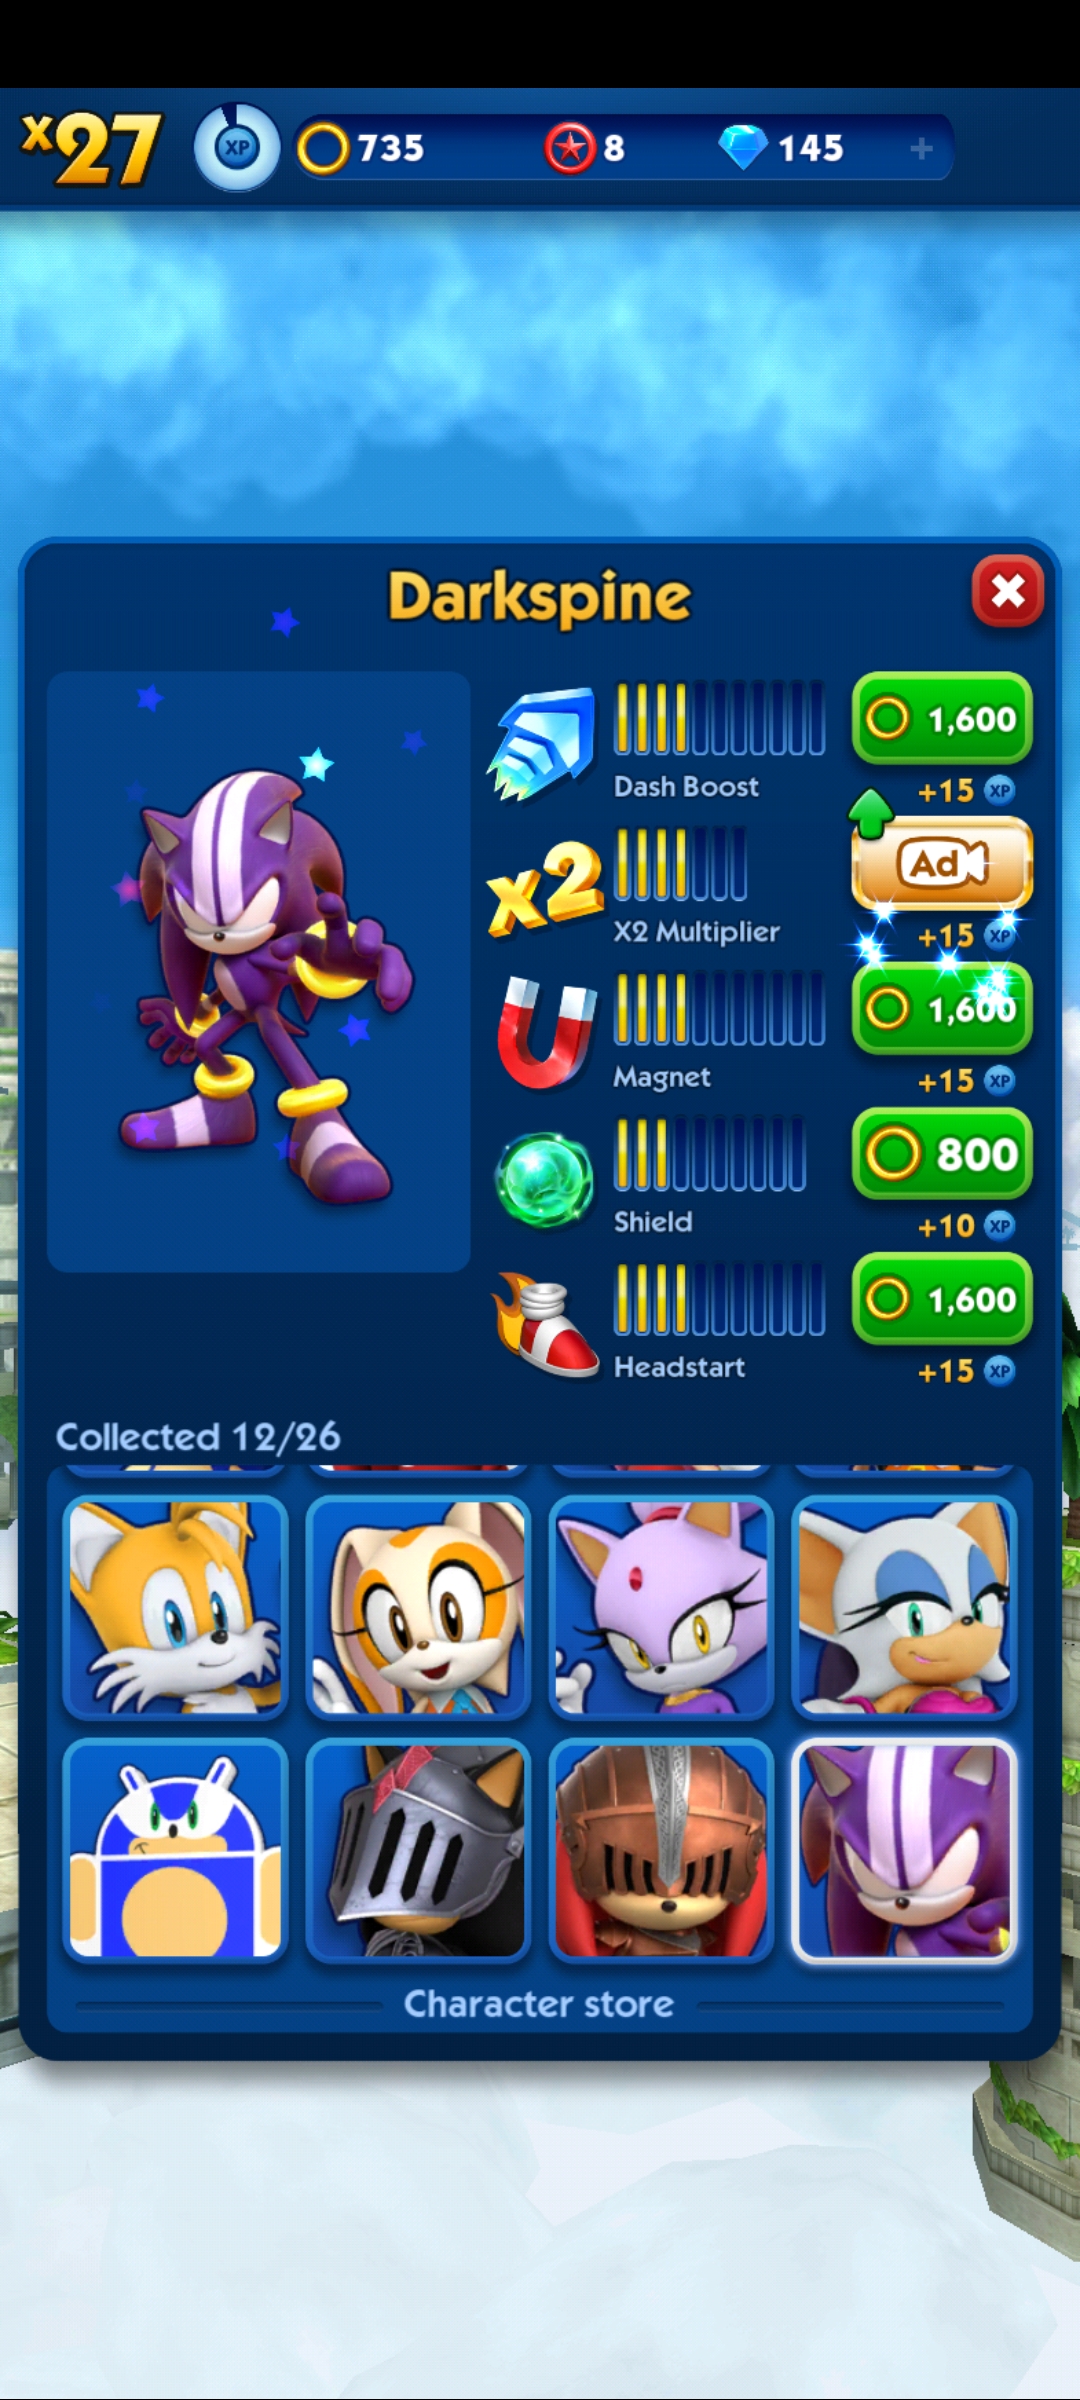 x27
XP
735
8
145
+
Darkspine
Dash Boost
1,600
+15 XP
x2
X2 Multiplier
Ad
+15 XP
Magnet
1,600
+15 XP
Shield
800
+10 XP
Headstart
1,600
+15 XP
Collected 12/26
Character store